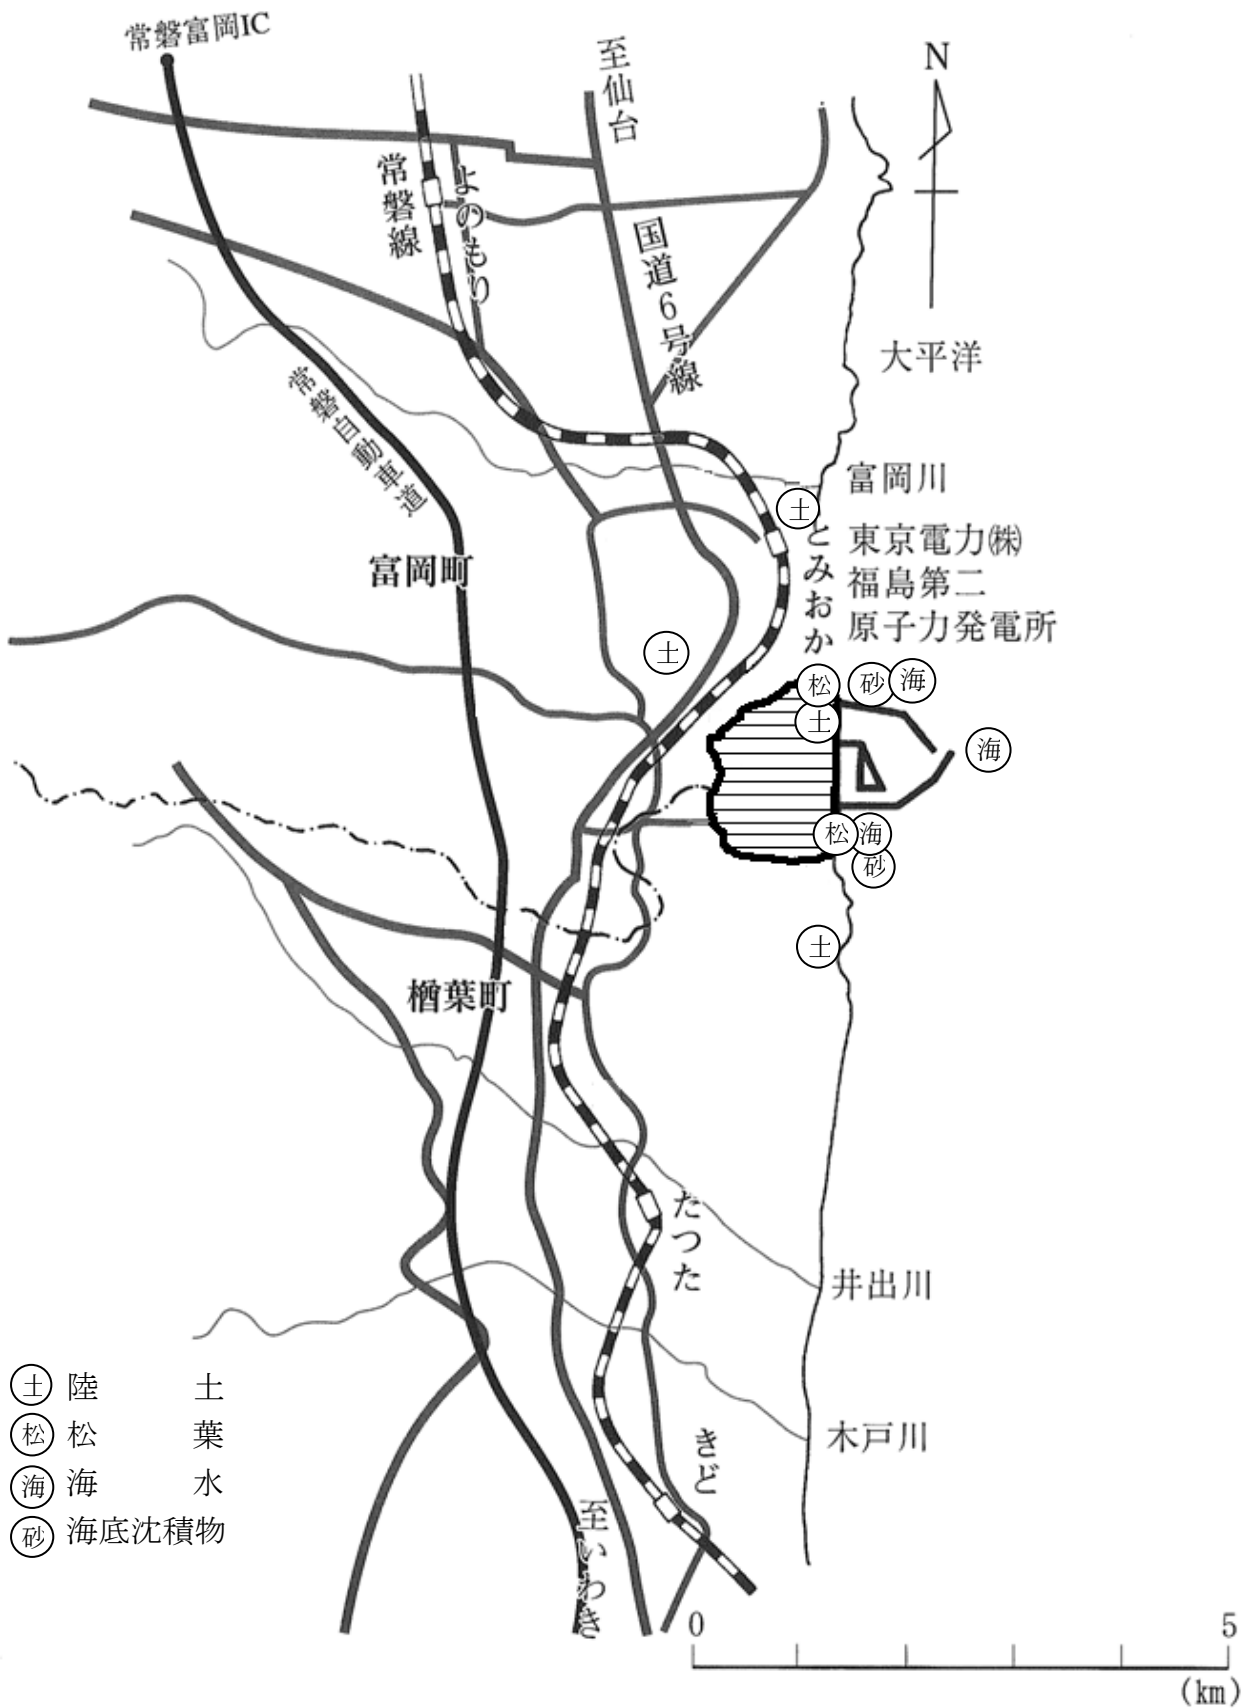 常磐富岡IC
至仙台
N
常磐線
よのもり
国道6号線
大平洋
常磐自動車道
富岡川
土
とみおか
東京電力㈱
福島第二
原子力発電所
富岡町
土
松
砂
海
土
海
松
海
砂
土
楢葉町
たつた
井出川
きど
木戸川
至いわき
土 陸土
松 松葉
海 海水
砂 海底沈積物
0 5
(km)